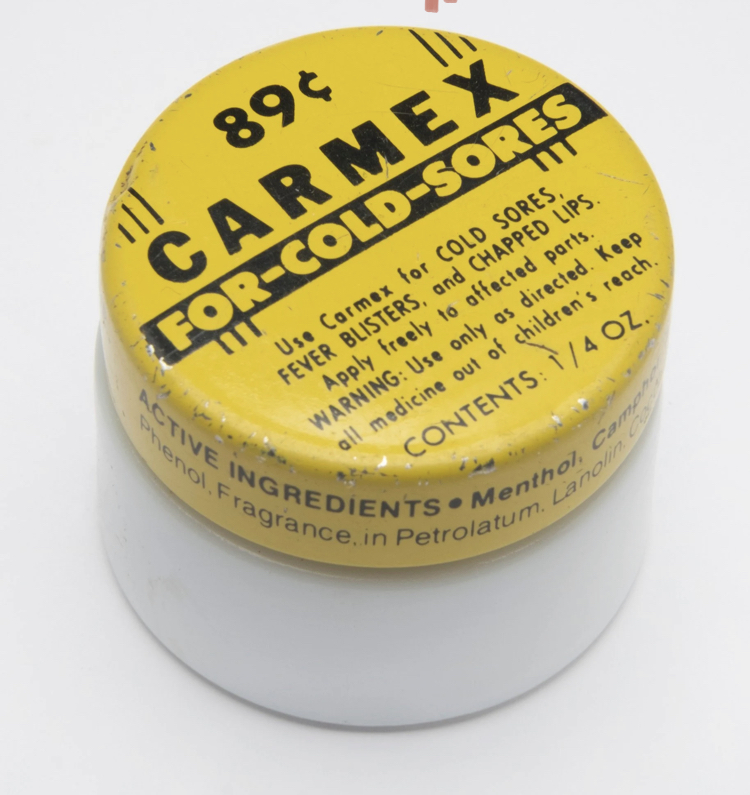 89¢
CARMEX
FOR-COLD-SORES
Use Carmex for COLD SORES,
FEVER BLISTERS, and CHAPPED LIPS.
Apply freely to affected parts.
WARNING: Use only as directed. Keep
all medicine out of children's reach.
CONTENTS: 1/4 OZ.
ACTIVE INGREDIENTS • Menthol, Campho
Phenol, Fragrance, in Petrolatum, Lanolin,